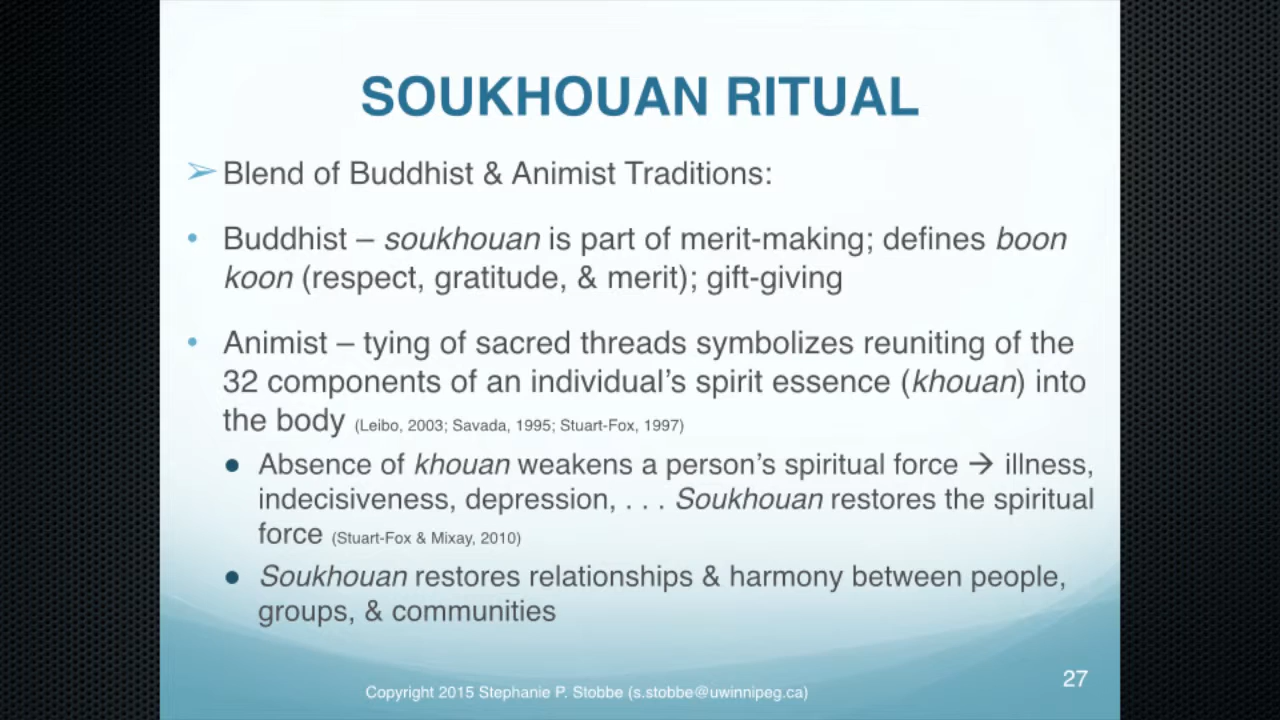 SOUKHOUAN RITUAL
➢ Blend of Buddhist & Animist Traditions:
• Buddhist – soukhouan is part of merit-making; defines boon
koon (respect, gratitude, & merit); gift-giving
• Animist – tying of sacred threads symbolizes reuniting of the
32 components of an individual’s spirit essence (khouan) into
the body (Leibo, 2003; Savada, 1995; Stuart-Fox, 1997)
● Absence of khouan weakens a person’s spiritual force → illness,
indecisiveness, depression, . . . Soukhouan restores the spiritual
force (Stuart-Fox & Mixay, 2010)
● Soukhouan restores relationships & harmony between people,
groups, & communities
27
Copyright 2015 Stephanie P. Stobbe (s.stobbe@uwinnipeg.ca)